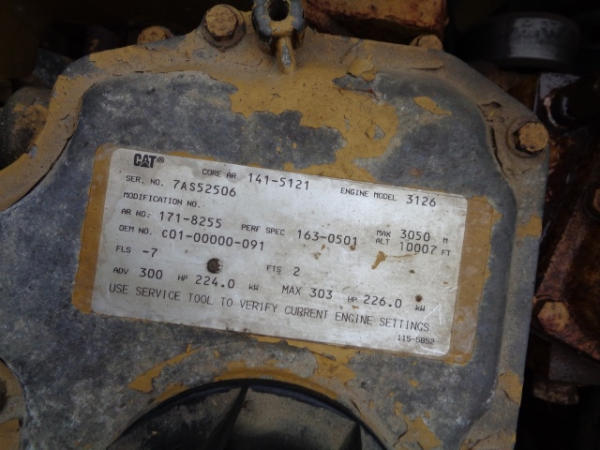 CAT®
CORE AR 141-5121
SER. NO. 7AS52506 ENGINE MODEL 3126
MODIFICATION NO.
AR NO: 171-8255 PERF SPEC 163-0501 MAX ALT 3050 M 10007 FT
OEM NO. C01-00000-091
FLS -7 FTS 2
ADV 300 HP 224.0 kW MAX 303 HP 226.0 kW
USE SERVICE TOOL TO VERIFY CURRENT ENGINE SETTINGS
115-5852